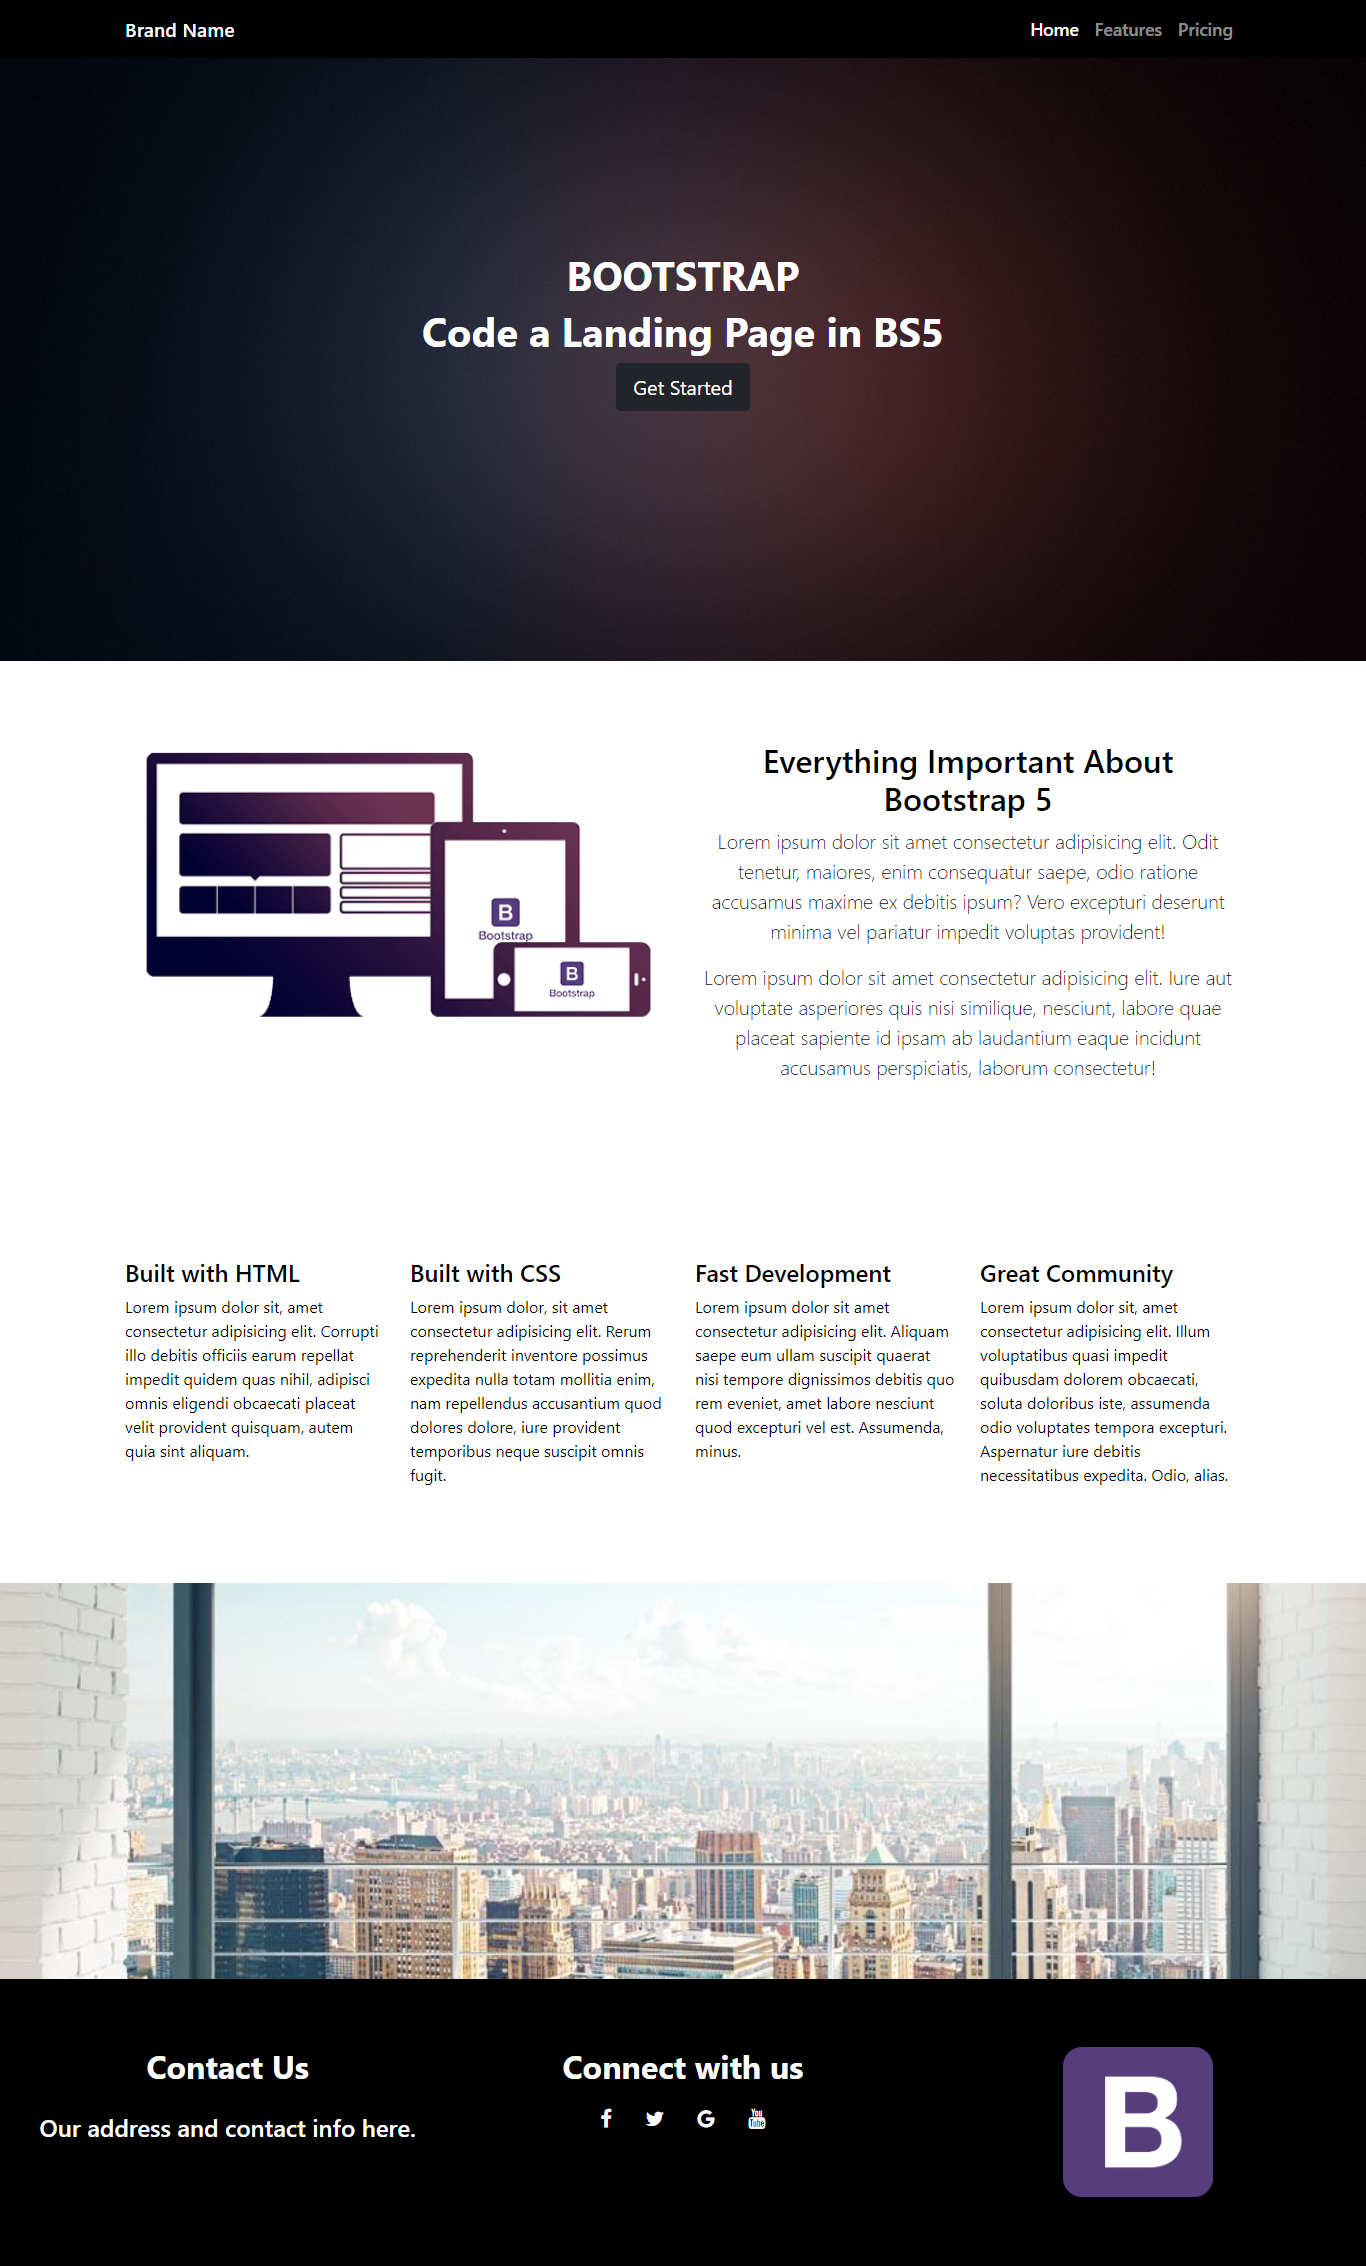 Brand Name
Home Features Pricing
BOOTSTRAP
Code a Landing Page in BS5
Get Started
B
Bootstrap
B
Bootstrap
Everything Important About
Bootstrap 5
Lorem ipsum dolor sit amet consectetur adipisicing elit. Odit
tenetur, maiores, enim consequatur saepe, odio ratione
accusamus maxime ex debitis ipsum? Vero excepturi deserunt
minima vel pariatur impedit voluptas provident!
Lorem ipsum dolor sit amet consectetur adipisicing elit. Iure aut
voluptate asperiores quis nisi similique, nesciunt, labore quae
placeat sapiente id ipsam ab laudantium eaque incidunt
accusamus perspiciatis, laborum consectetur!
Built with HTML
Lorem ipsum dolor sit, amet
consectetur adipisicing elit. Corrupti
illo debitis officiis earum repellat
impedit quidem quas nihil, adipisci
omnis eligendi obcaecati placeat
velit provident quisquam, autem
quia sint aliquam.
Built with CSS
Lorem ipsum dolor, sit amet
consectetur adipisicing elit. Rerum
reprehenderit inventore possimus
expedita nulla totam mollitia enim,
nam repellendus accusantium quod
dolores dolore, iure provident
temporibus neque suscipit omnis
fugit.
Fast Development
Lorem ipsum dolor sit amet
consectetur adipisicing elit. Aliquam
saepe eum ullam suscipit quaerat
nisi tempore dignissimos debitis quo
rem eveniet, amet labore nesciunt
quod excepturi vel est. Assumenda,
minus.
Great Community
Lorem ipsum dolor sit, amet
consectetur adipisicing elit. Illum
voluptatibus quasi impedit
quibusdam dolorem obcaecati,
soluta doloribus iste, assumenda
odio voluptates tempora excepturi.
Aspernatur iure debitis
necessitatibus expedita. Odio, alias.
Contact Us
Our address and contact info here.
Connect with us
You
Tube
B